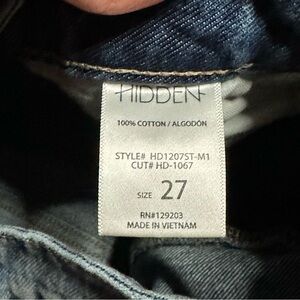 HIDDEN
100% COTTON / ALGODÓN
STYLE# HD1207ST-M1
CUT# HD-1067
SIZE 27
RN#129203
MADE IN VIETNAM